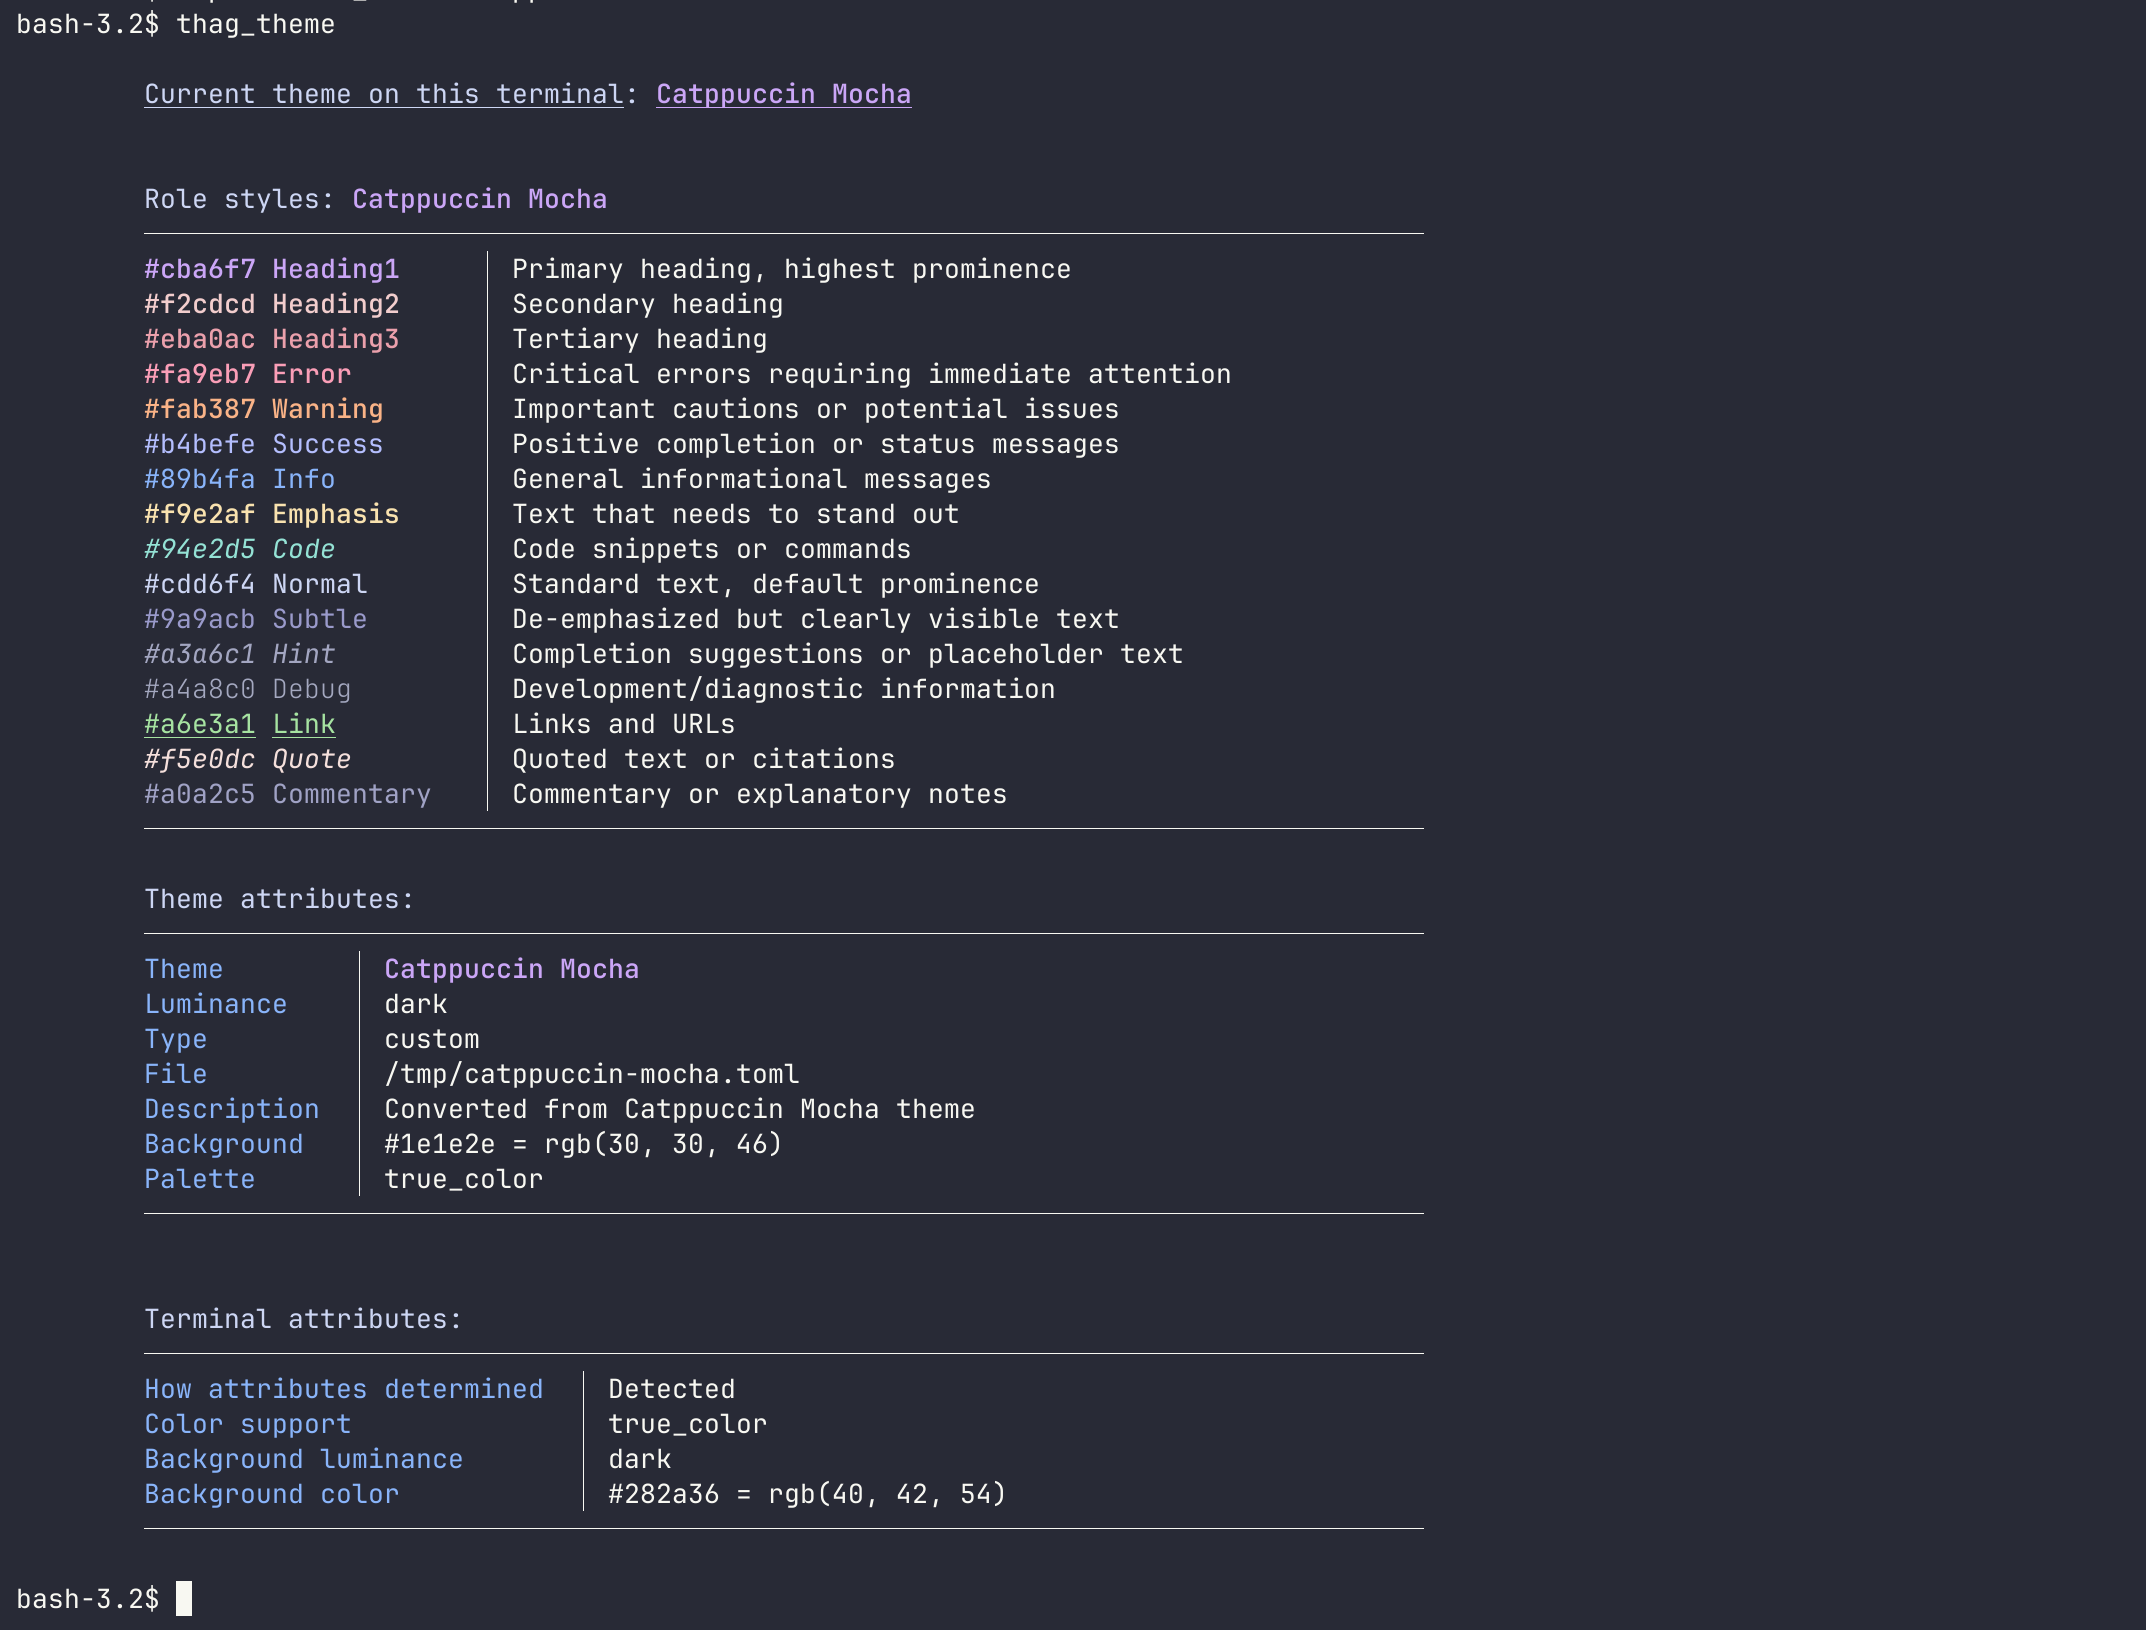 bash-3.2$ thag_theme
Current theme on this terminal: Catppuccin Mocha
Role styles: Catppuccin Mocha
#cba6f7 Heading1 │ Primary heading, highest prominence
#f2cdcd Heading2 │ Secondary heading
#eba0ac Heading3 │ Tertiary heading
#fa9eb7 Error │ Critical errors requiring immediate attention
#fab387 Warning │ Important cautions or potential issues
#b4befe Success │ Positive completion or status messages
#89b4fa Info │ General informational messages
#f9e2af Emphasis │ Text that needs to stand out
#94e2d5 Code │ Code snippets or commands
#cdd6f4 Normal │ Standard text, default prominence
#9a9acb Subtle │ De-emphasized but clearly visible text
#a3a6c1 Hint │ Completion suggestions or placeholder text
#a4a8c0 Debug │ Development/diagnostic information
#a6e3a1 Link │ Links and URLs
#f5e0dc Quote │ Quoted text or citations
#a0a2c5 Commentary │ Commentary or explanatory notes
Theme attributes:
Theme │ Catppuccin Mocha
Luminance │ dark
Type │ custom
File │ /tmp/catppuccin-mocha.toml
Description │ Converted from Catppuccin Mocha theme
Background │ #1e1e2e = rgb(30, 30, 46)
Palette │ true_color
Terminal attributes:
How attributes determined │ Detected
Color support │ true_color
Background luminance │ dark
Background color │ #282a36 = rgb(40, 42, 54)
bash-3.2$